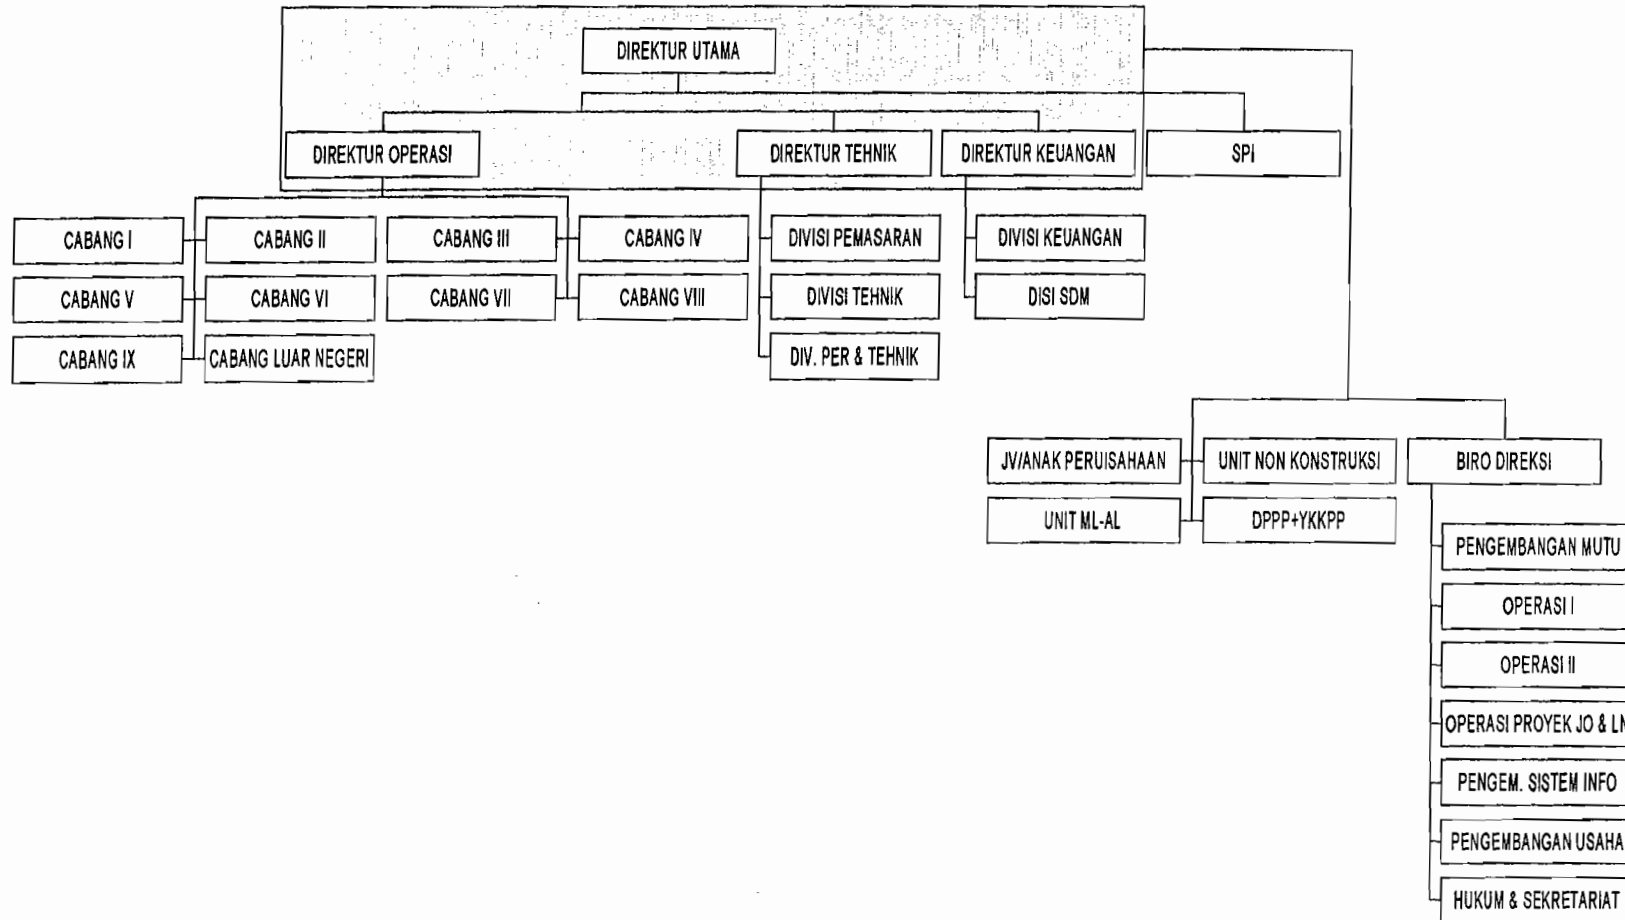 DIREKTUR UTAMA
DIREKTUR OPERASI
DIREKTUR TEHNIK
DIREKTUR KEUANGAN
SPI
CABANG I
CABANG II
CABANG III
CABANG IV
DIVISI PEMASARAN
DIVISI KEUANGAN
CABANG V
CABANG VI
CABANG VII
CABANG VIII
DIVISI TEHNIK
DISI SDM
CABANG IX
CABANG LUAR NEGERI
DIV. PER & TEHNIK
JV/ANAK PERUISAHAAN
UNIT NON KONSTRUKSI
BIRO DIREKSI
UNIT ML-AL
DPPP+YKKPP
PENGEMBANGAN MUTU
OPERASI I
OPERASI II
OPERASI PROYEK JO & LN
PENGEM. SISTEM INFO
PENGEMBANGAN USAHA
HUKUM & SEKRETARIAT